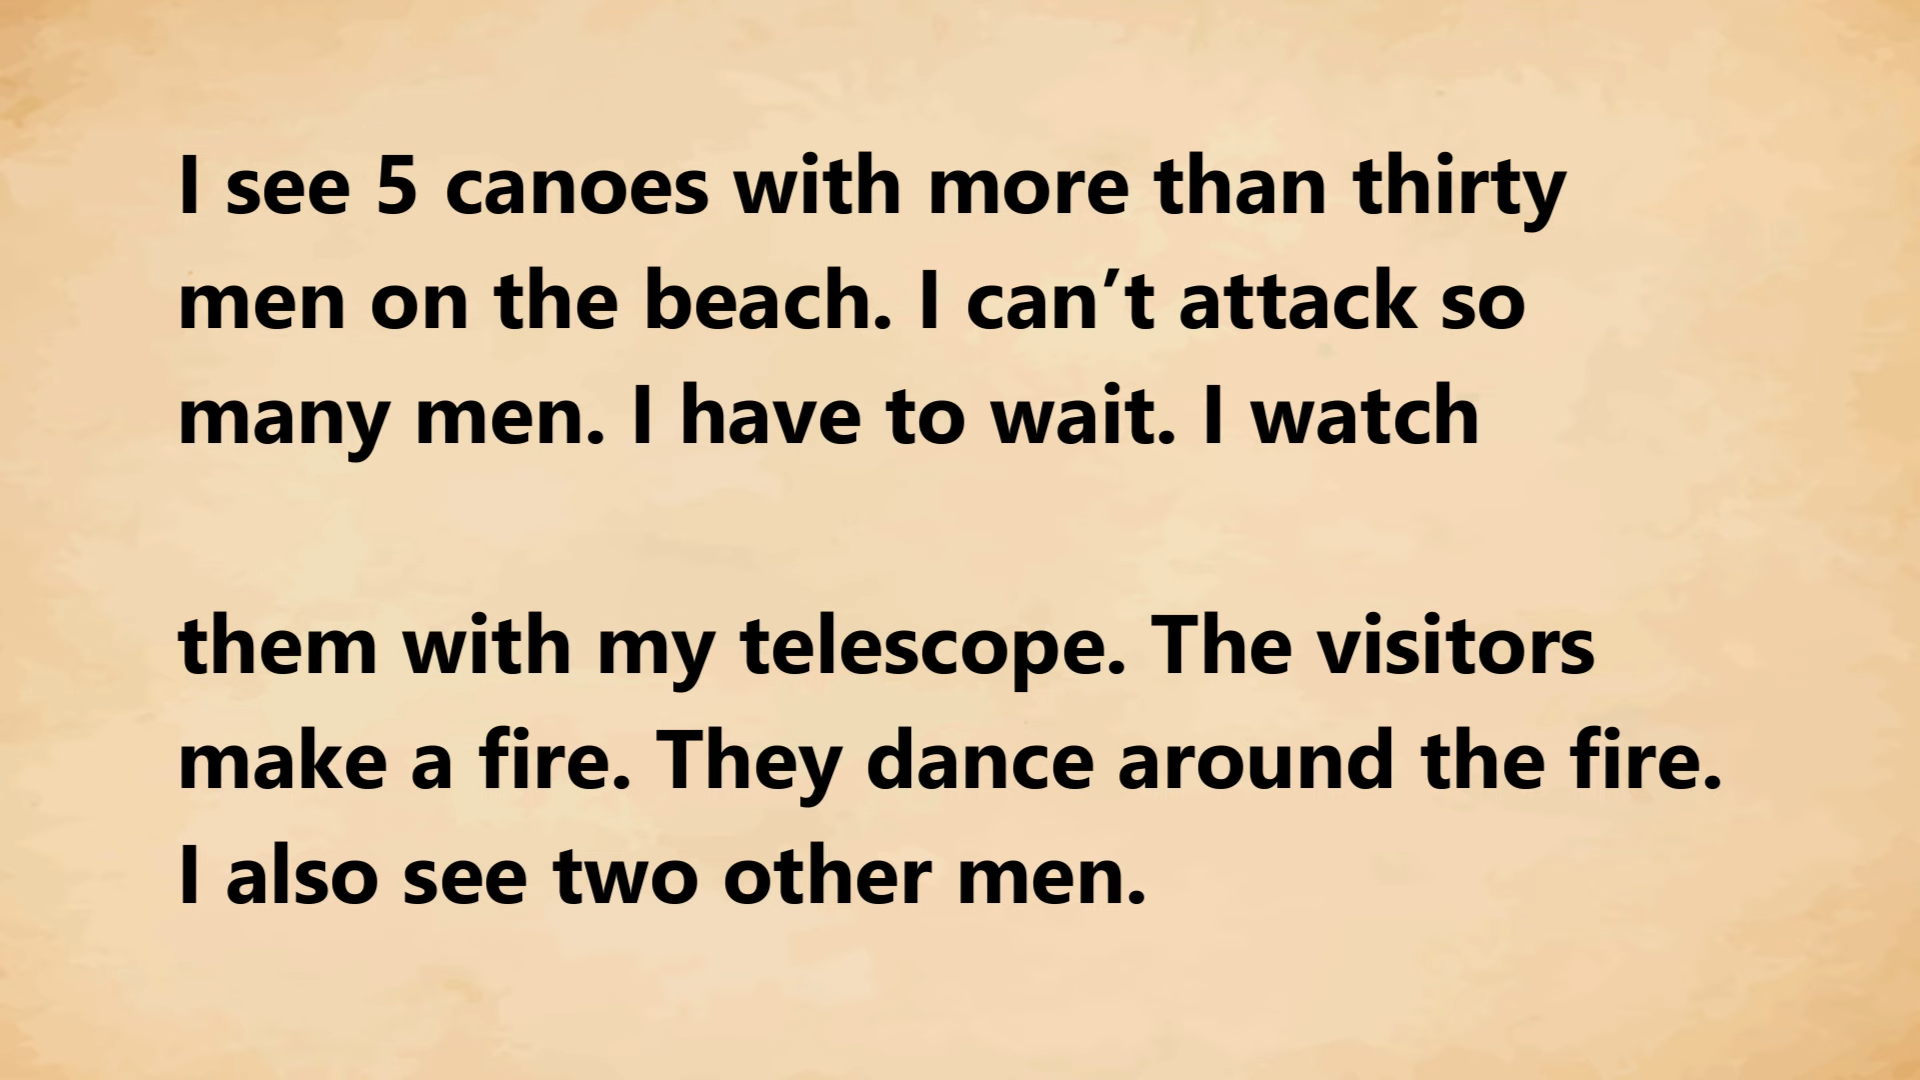 I see 5 canoes with more than thirty
men on the beach. I can’t attack so
many men. I have to wait. I watch
them with my telescope. The visitors
make a fire. They dance around the fire.
I also see two other men.